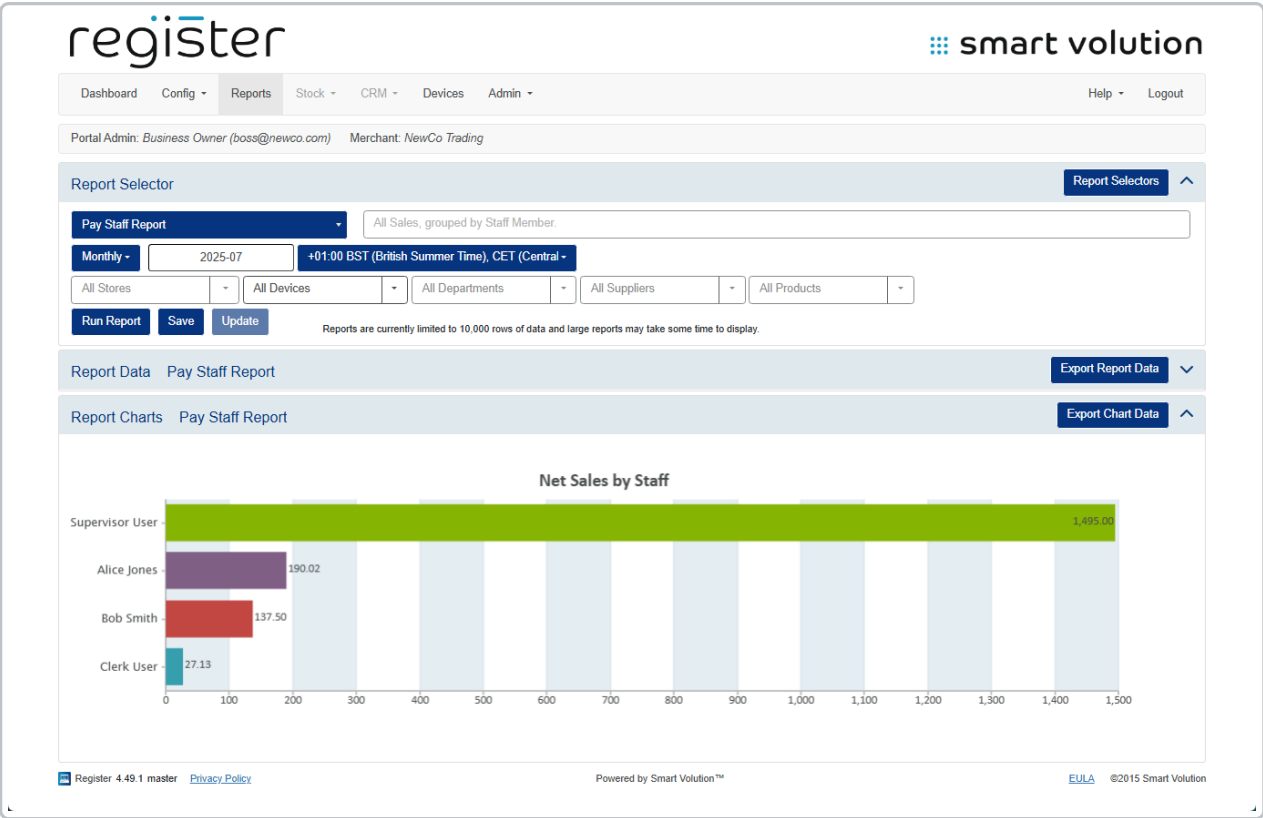 register
smart volution
Dashboard Config Reports Stock CRM Devices Admin Help Logout
Portal Admin: Business Owner (boss@newco.com) Merchant: NewCo Trading
Report Selector Report Selectors
Pay Staff Report All Sales, grouped by Staff Member.
Monthly 2025-07 +01:00 BST (British Summer Time), CET (Central
All Stores All Devices All Departments All Suppliers All Products
Run Report Save Update Reports are currently limited to 10,000 rows of data and large reports may take some time to display.
Report Data Pay Staff Report Export Report Data
Report Charts Pay Staff Report Export Chart Data
Net Sales by Staff
Supervisor User 1,495.00
Alice Jones 190.02
Bob Smith 137.50
Clerk User 27.13
0 100 200 300 400 500 600 700 800 900 1,000 1,100 1,200 1,300 1,400 1,500
Register 4.49.1 master Privacy Policy Powered by Smart Volution™ EULA ©2015 Smart Volution